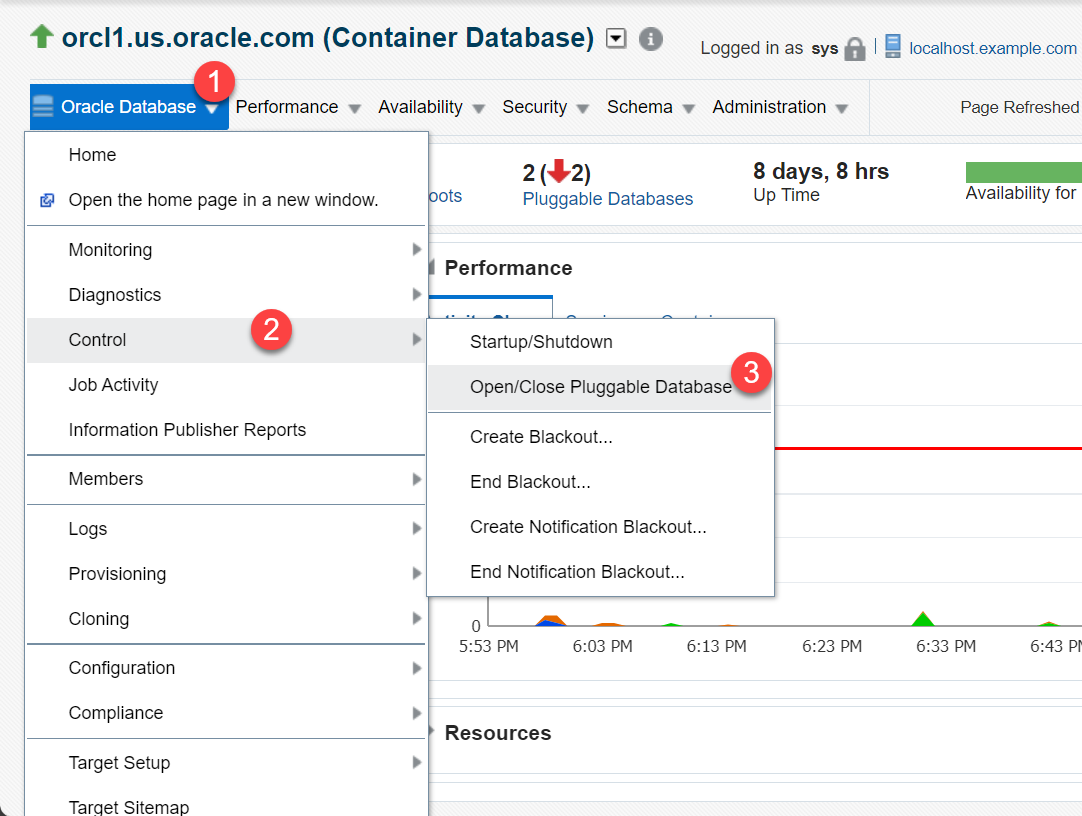 orcl1.us.oracle.com (Container Database)
Logged in as sys
localhost.example.com
1
Oracle Database
Performance
Availability
Security
Schema
Administration
Page Refreshed
Home
Open the home page in a new window.
Monitoring
Diagnostics
Control
2
Job Activity
Information Publisher Reports
Members
Logs
Provisioning
Cloning
Configuration
Compliance
Target Setup
Target Sitemap
oots
2 (2)
Pluggable Databases
8 days, 8 hrs
Up Time
Availability for
Performance
Startup/Shutdown
Open/Close Pluggable Database
3
Create Blackout...
End Blackout...
Create Notification Blackout...
End Notification Blackout...
0
5:53 PM 6:03 PM 6:13 PM 6:23 PM 6:33 PM 6:43 P
Resources